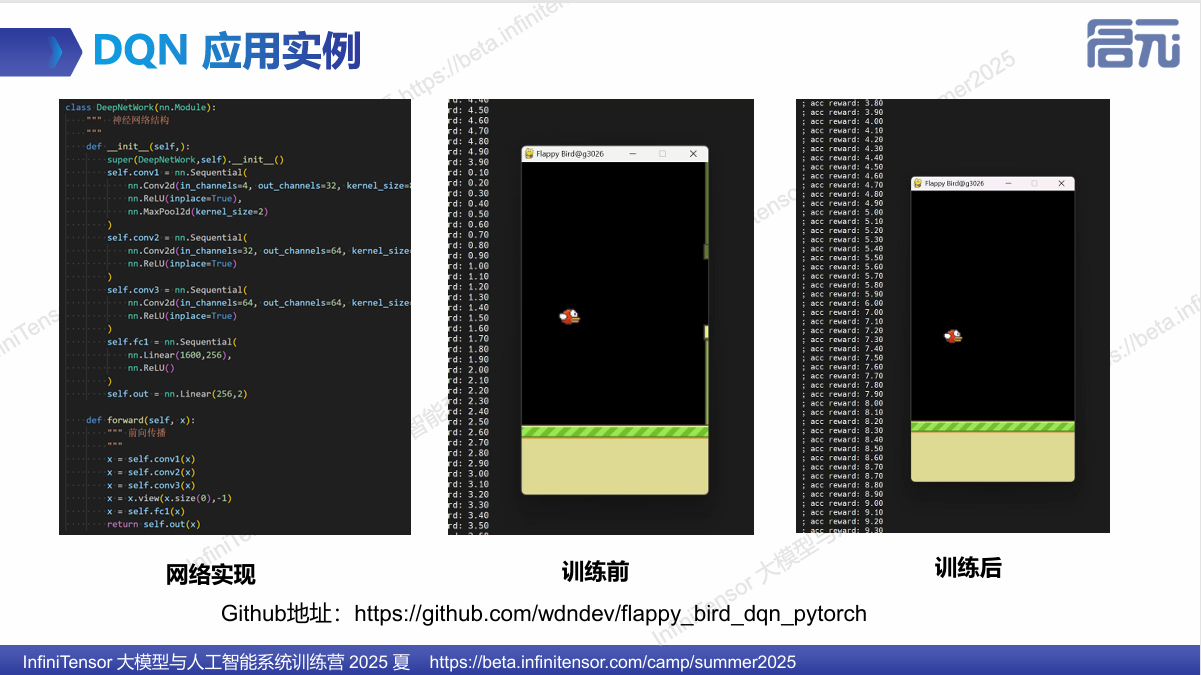 DQN 应用实例
启元
class DeepNetWork(nn.Module):
""" 神经网络结构
"""
def __init__(self,):
super(DeepNetWork,self).__init__()
self.conv1 = nn.Sequential(
nn.Conv2d(in_channels=4, out_channels=32, kernel_size=
nn.ReLU(inplace=True),
nn.MaxPool2d(kernel_size=2)
)
self.conv2 = nn.Sequential(
nn.Conv2d(in_channels=32, out_channels=64, kernel_size=
nn.ReLU(inplace=True)
)
self.conv3 = nn.Sequential(
nn.Conv2d(in_channels=64, out_channels=64, kernel_size=
nn.ReLU(inplace=True)
)
self.fc1 = nn.Sequential(
nn.Linear(1600,256),
nn.ReLU()
)
self.out = nn.Linear(256,2)
def forward(self, x):
""" 前向传播
"""
x = self.conv1(x)
x = self.conv2(x)
x = self.conv3(x)
x = x.view(x.size(0),-1)
x = self.fc1(x)
return self.out(x)
rd: 4.40
rd: 4.50
rd: 4.60
rd: 4.70
rd: 4.80
rd: 4.90
rd: 3.90
rd: 0.10
rd: 0.20
rd: 0.30
rd: 0.40
rd: 0.50
rd: 0.60
rd: 0.70
rd: 0.80
rd: 0.90
rd: 1.00
rd: 1.10
rd: 1.20
rd: 1.30
rd: 1.40
rd: 1.50
rd: 1.60
rd: 1.70
rd: 1.80
rd: 1.90
rd: 2.00
rd: 2.10
rd: 2.20
rd: 2.30
rd: 2.40
rd: 2.50
rd: 2.60
rd: 2.70
rd: 2.80
rd: 2.90
rd: 3.00
rd: 3.10
rd: 3.20
rd: 3.30
rd: 3.40
rd: 3.50
Flappy Bird@g3026
; acc reward: 3.80
; acc reward: 3.90
; acc reward: 4.00
; acc reward: 4.10
; acc reward: 4.20
; acc reward: 4.30
; acc reward: 4.40
; acc reward: 4.50
; acc reward: 4.60
; acc reward: 4.70
; acc reward: 4.80
; acc reward: 4.90
; acc reward: 5.00
; acc reward: 5.10
; acc reward: 5.20
; acc reward: 5.30
; acc reward: 5.40
; acc reward: 5.50
; acc reward: 5.60
; acc reward: 5.70
; acc reward: 5.80
; acc reward: 5.90
; acc reward: 6.00
; acc reward: 7.00
; acc reward: 7.10
; acc reward: 7.20
; acc reward: 7.30
; acc reward: 7.40
; acc reward: 7.50
; acc reward: 7.60
; acc reward: 7.70
; acc reward: 7.80
; acc reward: 7.90
; acc reward: 8.00
; acc reward: 8.10
; acc reward: 8.20
; acc reward: 8.30
; acc reward: 8.40
; acc reward: 8.50
; acc reward: 8.60
; acc reward: 8.70
; acc reward: 8.70
; acc reward: 8.80
; acc reward: 8.90
; acc reward: 9.00
; acc reward: 9.10
; acc reward: 9.20
; acc reward: 9.30
Flappy Bird@g3026
网络实现
训练前
训练后
Github地址：https://github.com/wdndev/flappy_bird_dqn_pytorch
InfiniTensor 大模型与人工智能系统训练营 2025 夏 https://beta.infinitensor.com/camp/summer2025